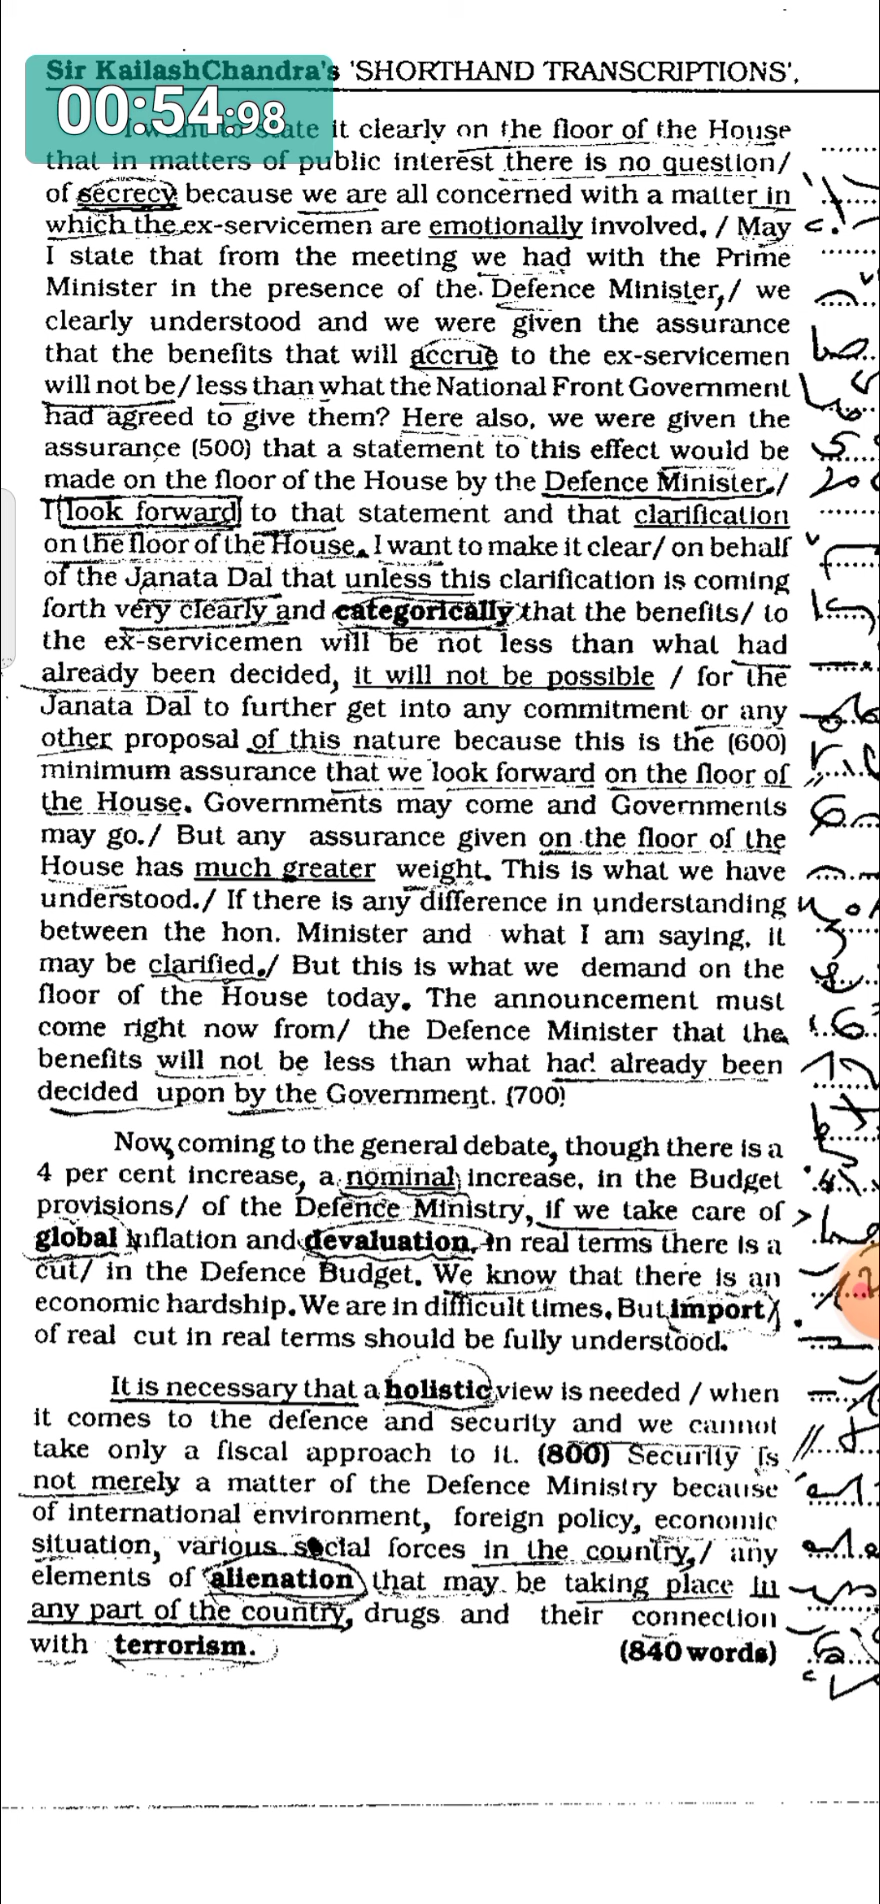 Sir KailashChandra's 'SHORTHAND TRANSCRIPTIONS'.
00:54:98
I want to state it clearly on the floor of the House
that in matters of public interest there is no question/
of secrecy because we are all concerned with a matter in
which the ex-servicemen are emotionally involved. / May
I state that from the meeting we had with the Prime
Minister in the presence of the Defence Minister,/ we
clearly understood and we were given the assurance
that the benefits that will accrue to the ex-servicemen
will not be/ less than what the National Front Government
had agreed to give them? Here also, we were given the
assurance (500) that a statement to this effect would be
made on the floor of the House by the Defence Minister./
I look forward to that statement and that clarification
on the floor of the House. I want to make it clear/ on behalf
of the Janata Dal that unless this clarification is coming
forth very clearly and categorically that the benefits/ to
the ex-servicemen will be not less than what had
already been decided, it will not be possible / for the
Janata Dal to further get into any commitment or any
other proposal of this nature because this is the (600)
minimum assurance that we look forward on the floor of
the House. Governments may come and Governments
may go./ But any assurance given on the floor of the
House has much greater weight. This is what we have
understood./ If there is any difference in understanding
between the hon. Minister and what I am saying, it
may be clarified./ But this is what we demand on the
floor of the House today. The announcement must
come right now from/ the Defence Minister that the
benefits will not be less than what had already been
decided upon by the Government. (700)
Now, coming to the general debate, though there is a
4 per cent increase, a nominal increase, in the Budget
provisions/ of the Defence Ministry, if we take care of
global inflation and devaluation, in real terms there is a
cut/ in the Defence Budget. We know that there is an
economic hardship. We are in difficult times. But import/
of real cut in real terms should be fully understood.
It is necessary that a holistic view is needed / when
it comes to the defence and security and we cannot
take only a fiscal approach to it. (800) Security is
not merely a matter of the Defence Ministry because
of international environment, foreign policy, economic
situation, various social forces in the country,/ any
elements of alienation that may be taking place in
any part of the country, drugs and their connection
with terrorism. (840 words)